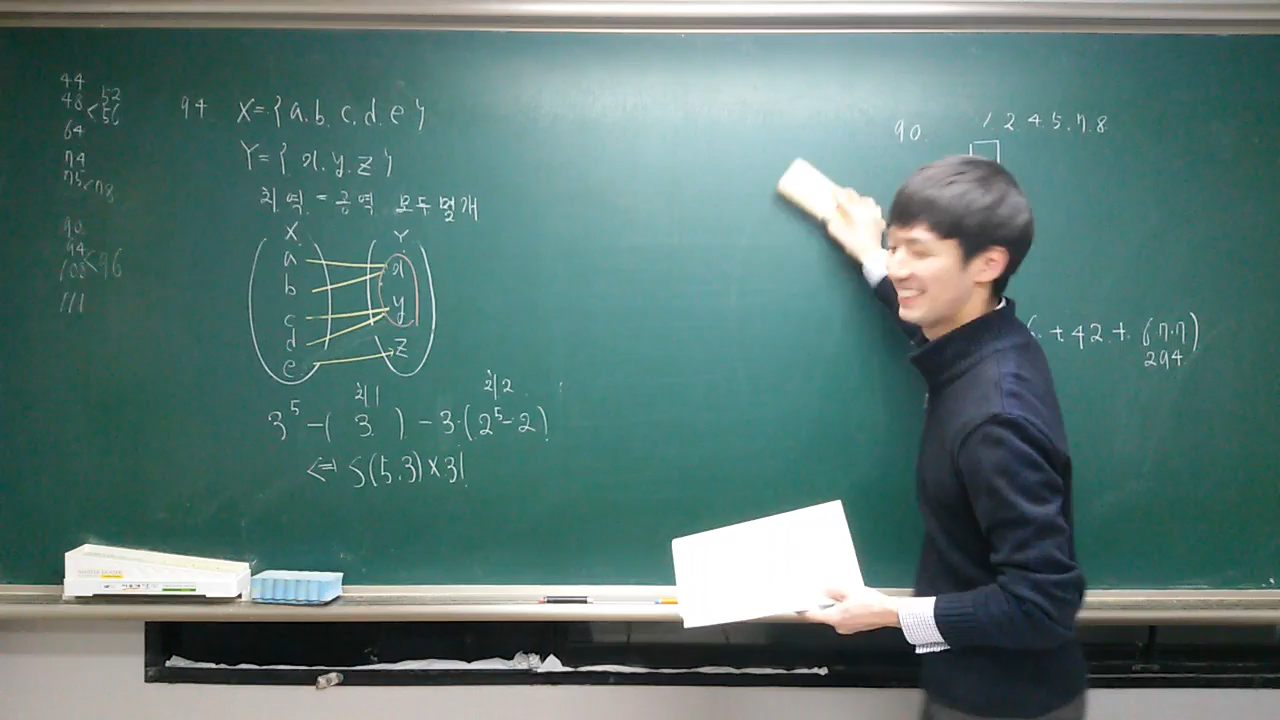 44
48 < 52
56
64
74
75 < 78
90
94 < 96
108
111
94 X={a.b.c.d.e}
Y={x.y.z}
치역 = 공역 모두 몇개
X Y
a x
b y
c z
d
e
치1 치2
3⁵ -( 3 ) - 3·(2⁵-2)
⟺ S(5.3)×3!
90. 1 2.4.5.7.8
+42+(6.7.7)
294